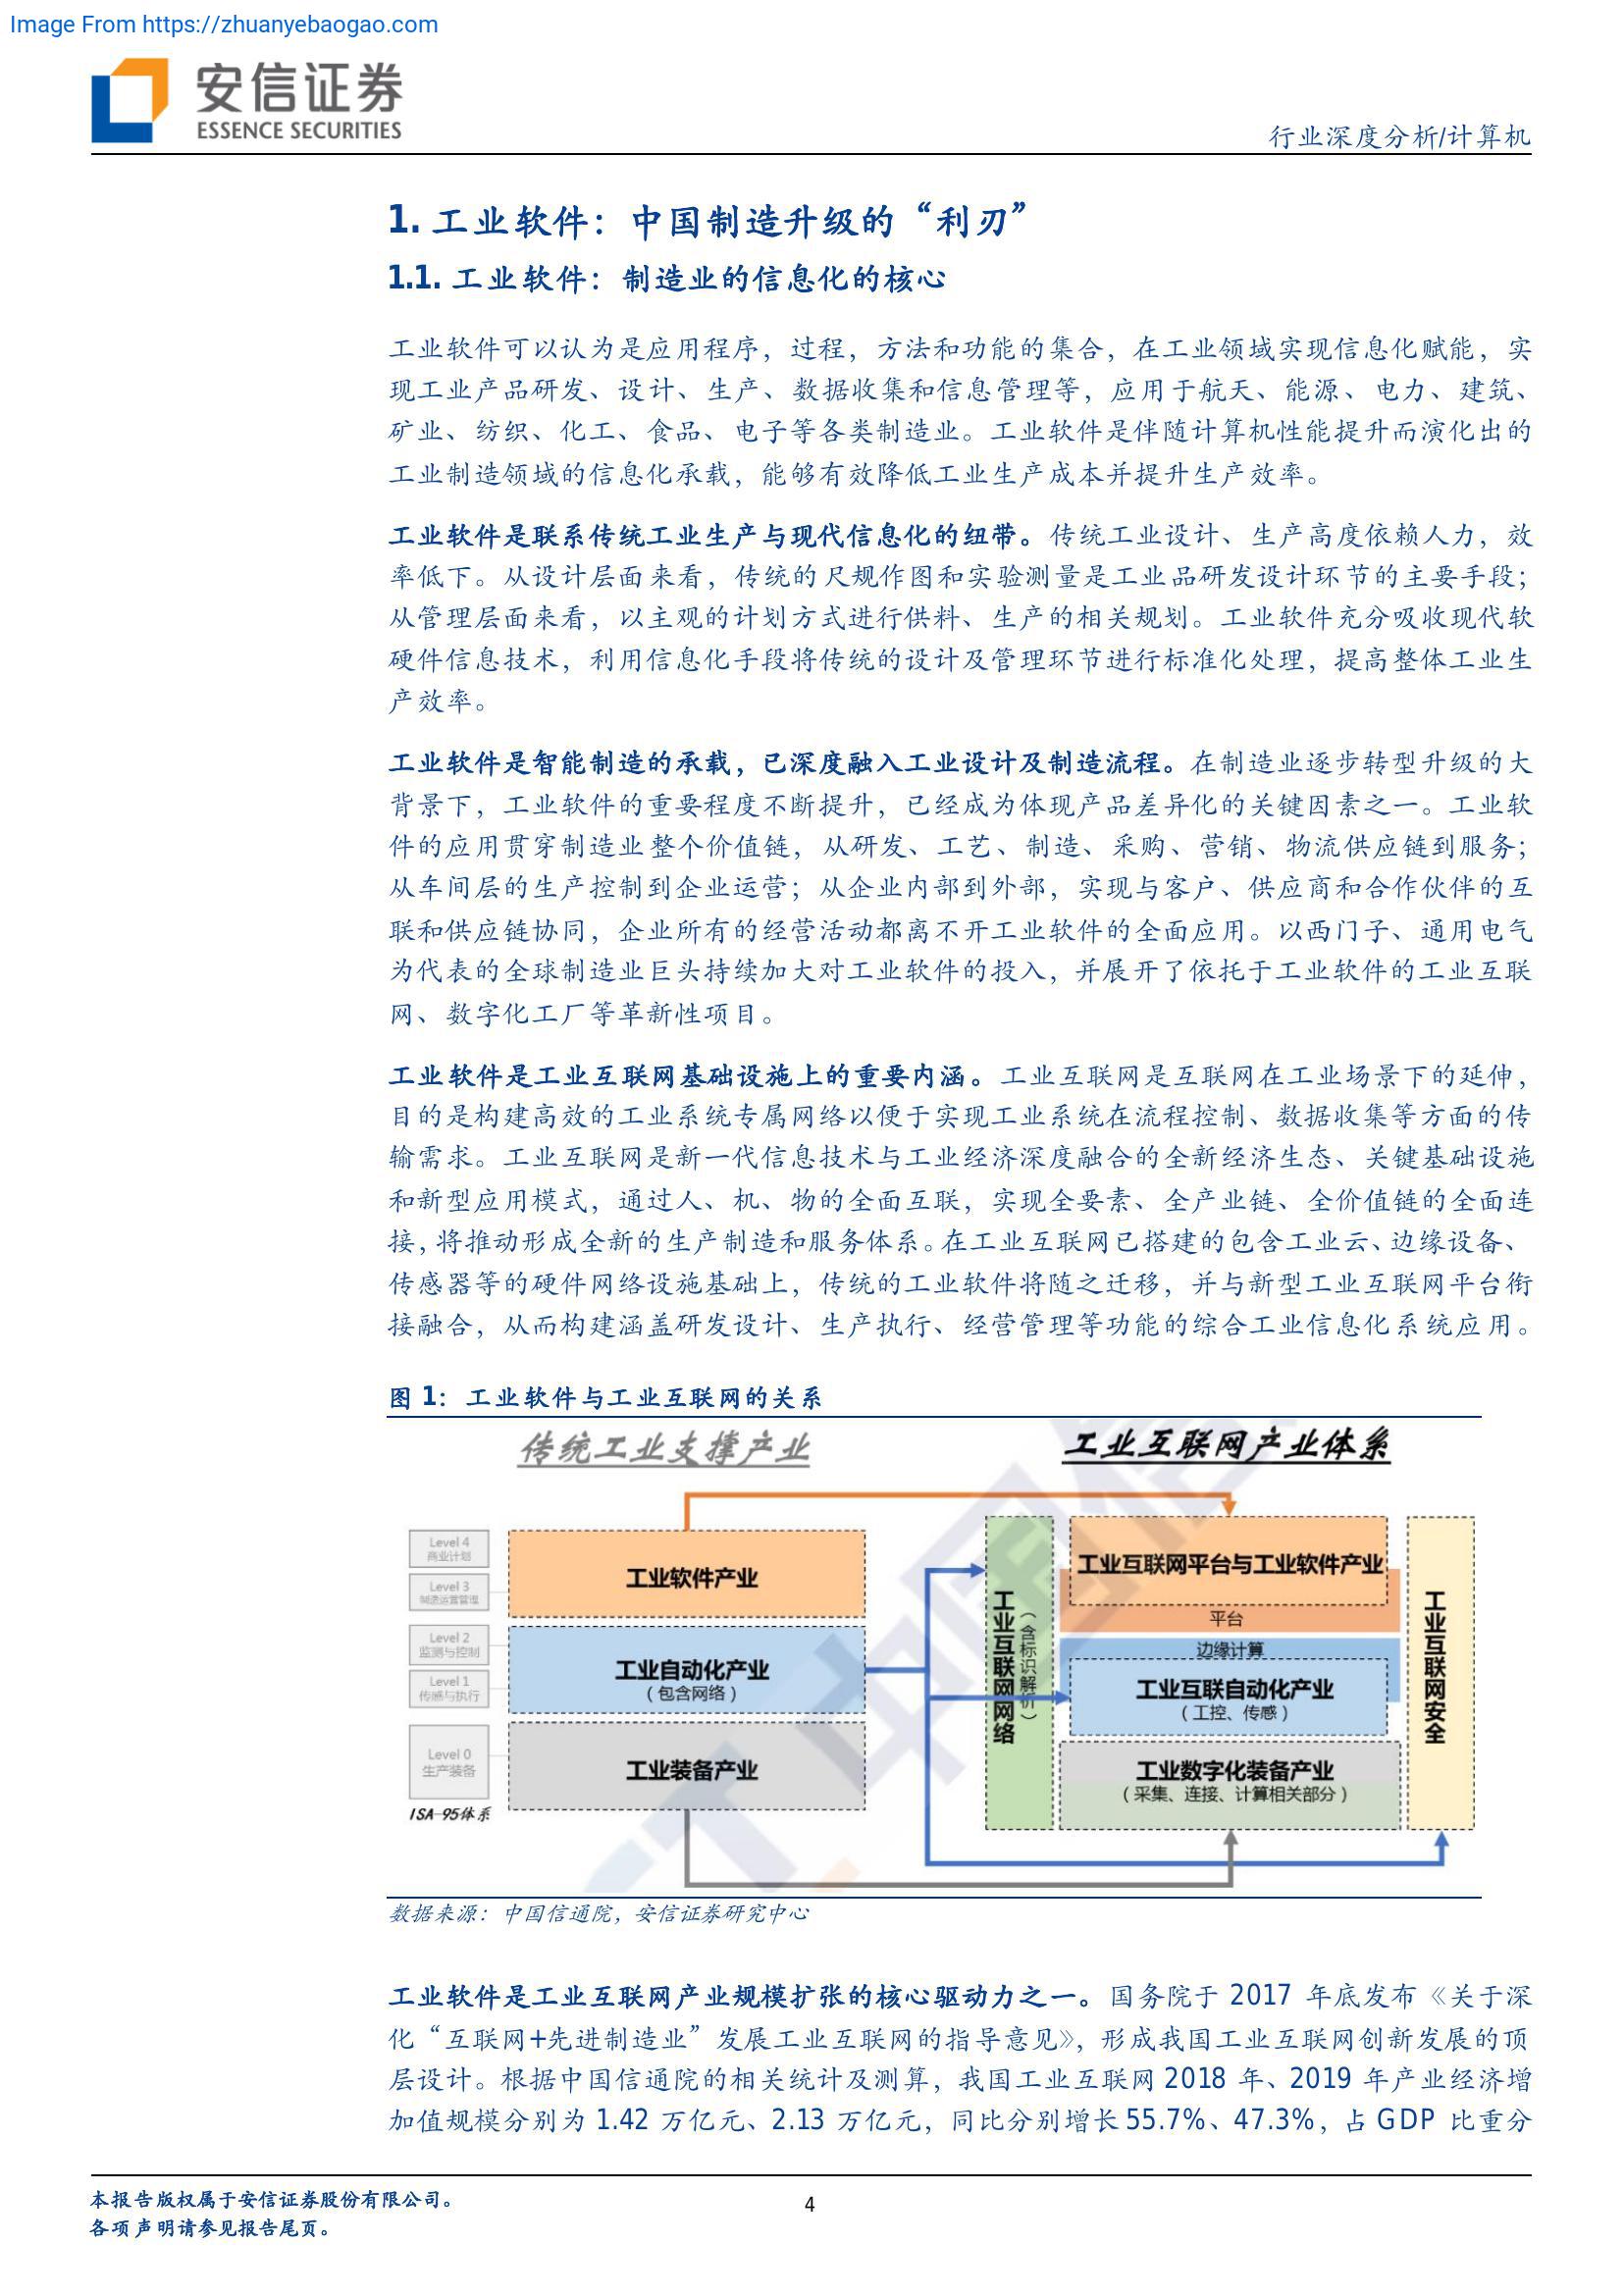 Image From https://zhuanyebaogao.com
安信证券
ESSENCE SECURITIES
行业深度分析/计算机
1. 工业软件：中国制造升级的“利刃”
1.1. 工业软件：制造业的信息化的核心
工业软件可以认为是应用程序，过程，方法和功能的集合，在工业领域实现信息化赋能，实
现工业产品研发、设计、生产、数据收集和信息管理等，应用于航天、能源、电力、建筑、
矿业、纺织、化工、食品、电子等各类制造业。工业软件是伴随计算机性能提升而演化出的
工业制造领域的信息化承载，能够有效降低工业生产成本并提升生产效率。
工业软件是联系传统工业生产与现代信息化的纽带。传统工业设计、生产高度依赖人力，效
率低下。从设计层面来看，传统的尺规作图和实验测量是工业品研发设计环节的主要手段；
从管理层面来看，以主观的计划方式进行供料、生产的相关规划。工业软件充分吸收现代软
硬件信息技术，利用信息化手段将传统的设计及管理环节进行标准化处理，提高整体工业生
产效率。
工业软件是智能制造的承载，已深度融入工业设计及制造流程。在制造业逐步转型升级的大
背景下，工业软件的重要程度不断提升，已经成为体现产品差异化的关键因素之一。工业软
件的应用贯穿制造业整个价值链，从研发、工艺、制造、采购、营销、物流供应链到服务；
从车间层的生产控制到企业运营；从企业内部到外部，实现与客户、供应商和合作伙伴的互
联和供应链协同，企业所有的经营活动都离不开工业软件的全面应用。以西门子、通用电气
为代表的全球制造业巨头持续加大对工业软件的投入，并展开了依托于工业软件的工业互联
网、数字化工厂等革新性项目。
工业软件是工业互联网基础设施上的重要内涵。工业互联网是互联网在工业场景下的延伸，
目的是构建高效的工业系统专属网络以便于实现工业系统在流程控制、数据收集等方面的传
输需求。工业互联网是新一代信息技术与工业经济深度融合的全新经济生态、关键基础设施
和新型应用模式，通过人、机、物的全面互联，实现全要素、全产业链、全价值链的全面连
接，将推动形成全新的生产制造和服务体系。在工业互联网已搭建的包含工业云、边缘设备、
传感器等的硬件网络设施基础上，传统的工业软件将随之迁移，并与新型工业互联网平台衔
接融合，从而构建涵盖研发设计、生产执行、经营管理等功能的综合工业信息化系统应用。
图 1：工业软件与工业互联网的关系
传统工业支撑产业
工业互联网产业体系
Level 4
商业计划
Level 3
制造运营管理
Level 2
监测与控制
Level 1
传感与执行
Level 0
生产装备
ISA-95体系
工业软件产业
工业自动化产业
（包含网络）
工业装备产业
工业互联网网络
（含标识解析）
工业互联网平台与工业软件产业
平台
边缘计算
工业互联自动化产业
（工控、传感）
工业数字化装备产业
（采集、连接、计算相关部分）
工业互联网安全
数据来源：中国信通院，安信证券研究中心
工业软件是工业互联网产业规模扩张的核心驱动力之一。国务院于 2017 年底发布《关于深
化“互联网+先进制造业”发展工业互联网的指导意见》，形成我国工业互联网创新发展的顶
层设计。根据中国信通院的相关统计及测算，我国工业互联网 2018 年、2019 年产业经济增
加值规模分别为 1.42 万亿元、2.13 万亿元，同比分别增长 55.7%、47.3%，占 GDP 比重分
本报告版权属于安信证券股份有限公司。
各项声明请参见报告尾页。
4